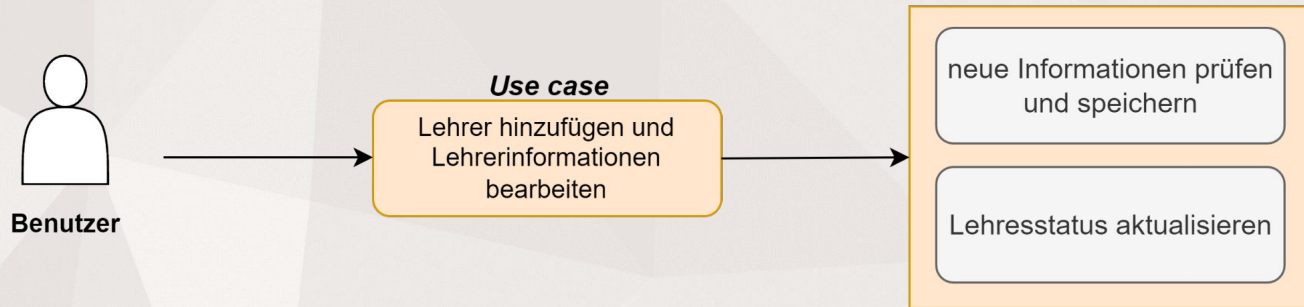 Benutzer
Use case
Lehrer hinzufügen und
Lehrerinformationen
bearbeiten
neue Informationen prüfen
und speichern
Lehresstatus aktualisieren